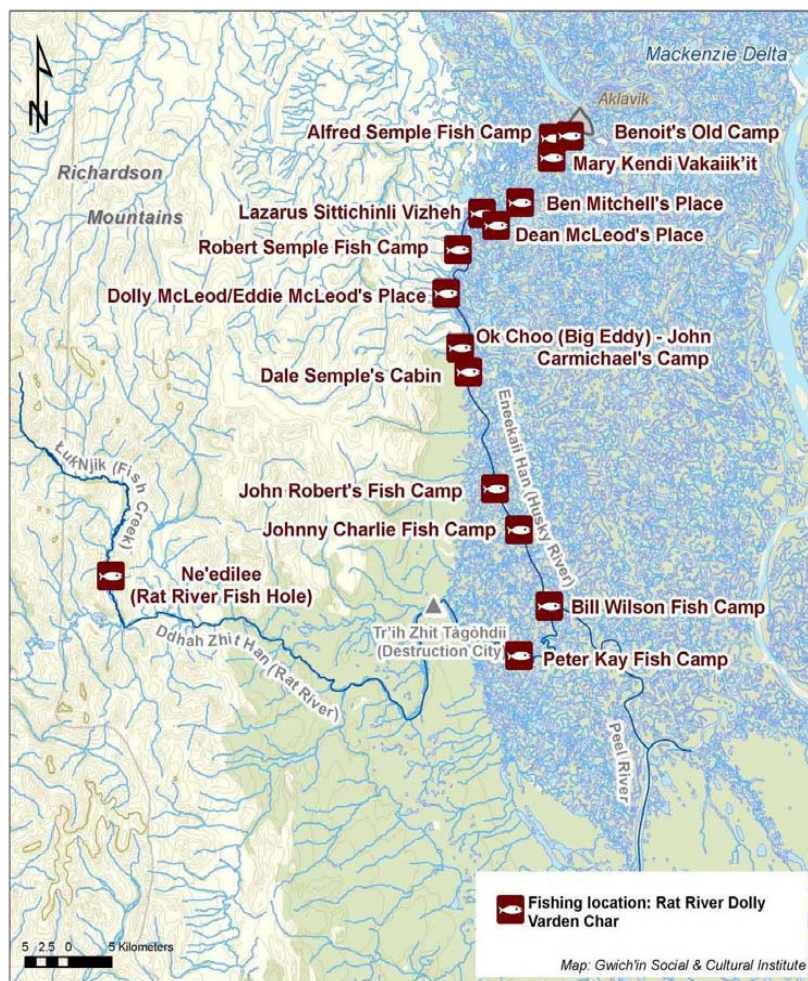 N
Mackenzie Delta
Aklavik
Alfred Semple Fish Camp
Benoit's Old Camp
Mary Kendi Vakaiik'it
Richardson
Mountains
Ben Mitchell's Place
Lazarus Sittichinli Vizheh
Dean McLeod's Place
Robert Semple Fish Camp
Dolly McLeod/Eddie McLeod's Place
Ok Choo (Big Eddy) - John
Carmichael's Camp
Dale Semple's Cabin
Eneekaii Han (Husky River)
ŁukNjik (Fish Creek)
John Robert's Fish Camp
Johnny Charlie Fish Camp
Ne'edilee
(Rat River Fish Hole)
Bill Wilson Fish Camp
Ddhah Zhìt Han (Rat River)
Tr'ih Zhit Tàgòhdii
(Destruction City)
Peter Kay Fish Camp
Peel River
Fishing location: Rat River Dolly
Varden Char
5 2.5 0 5 Kilometers
Map: Gwich'in Social & Cultural Institute